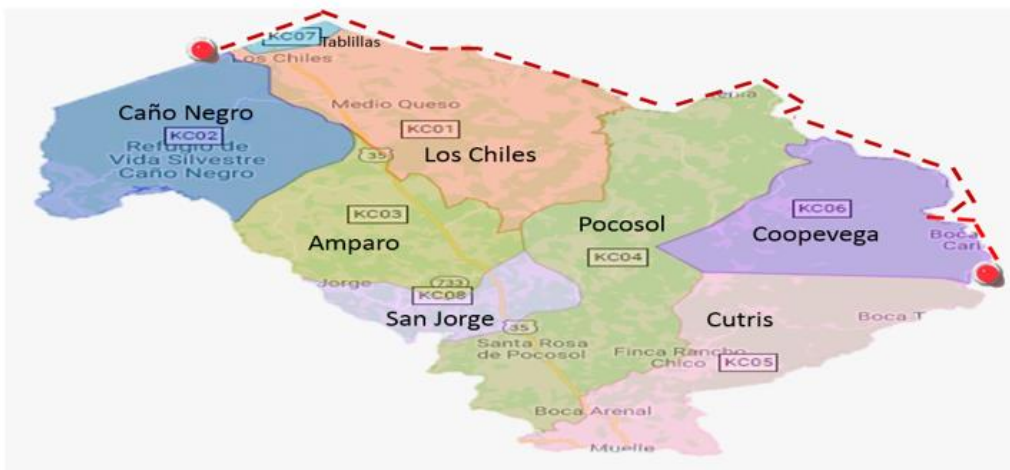 KC07
Tablillas
Los Chiles
Caño Negro
KC02
Refugio de
Vida Silvestre
Caño Negro
Medio Queso
KC01
Los Chiles
35
KC03
Amparo
Pocosol
KC04
KC06
Coopevega
Boca
Cari
Jorge
733
KC08
San Jorge
35
Santa Rosa
de Pocosol
Cutris
Boca T
Finca Rancho
Chico
KC05
Boca Arenal
Muelle